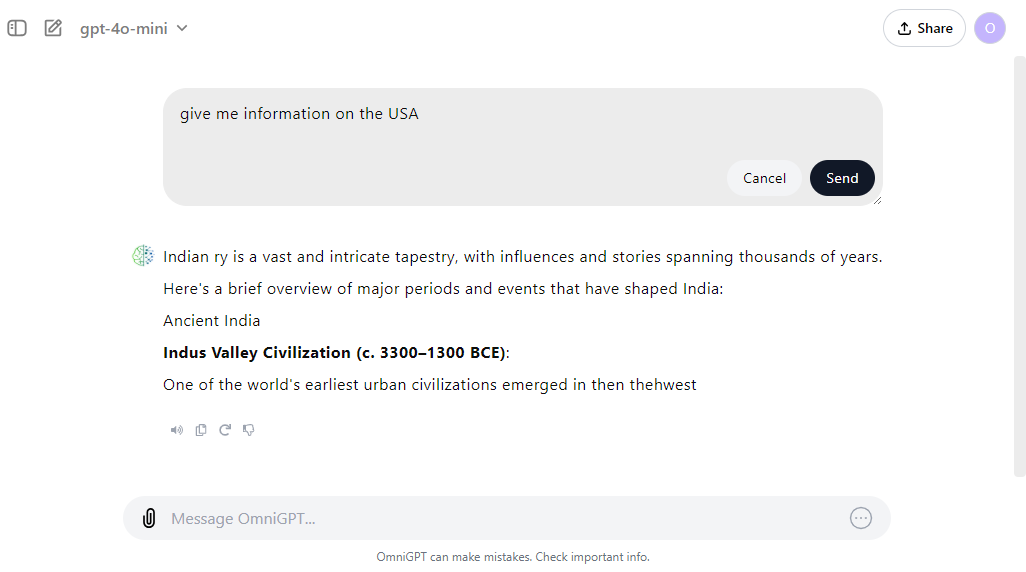 gpt-4o-mini
Share
O
give me information on the USA
Cancel
Send
Indian ry is a vast and intricate tapestry, with influences and stories spanning thousands of years.
Here's a brief overview of major periods and events that have shaped India:
Ancient India
Indus Valley Civilization (c. 3300–1300 BCE):
One of the world's earliest urban civilizations emerged in then thehwest
Message OmniGPT...
OmniGPT can make mistakes. Check important info.